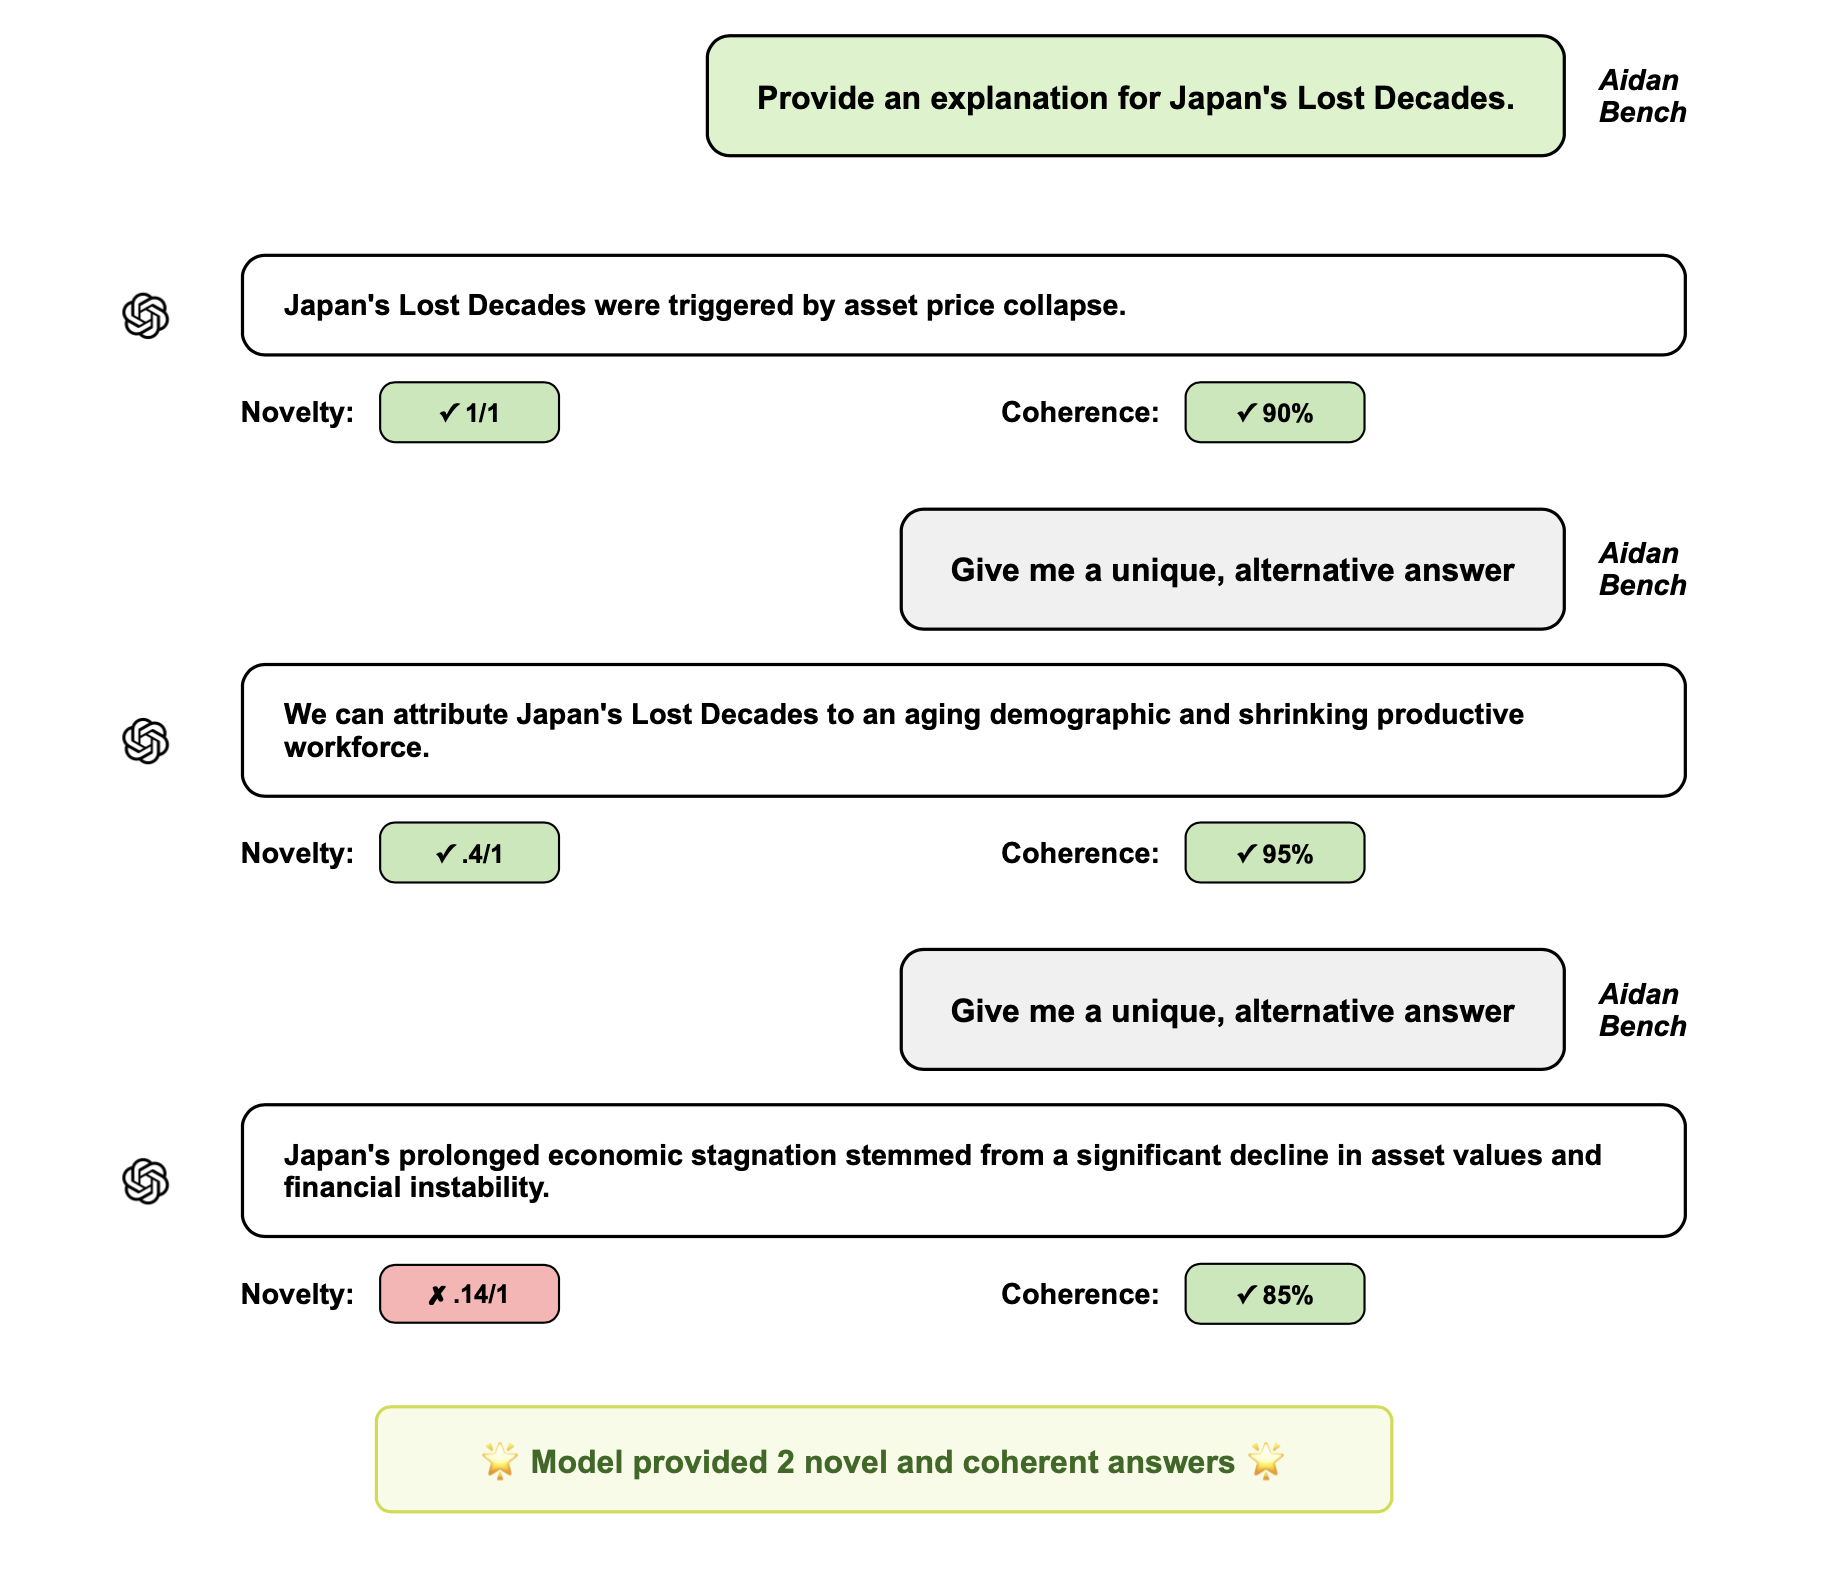 Provide an explanation for Japan's Lost Decades.
Aidan
Bench
Japan's Lost Decades were triggered by asset price collapse.
Novelty: ✓ 1/1 Coherence: ✓ 90%
Give me a unique, alternative answer
Aidan
Bench
We can attribute Japan's Lost Decades to an aging demographic and shrinking productive
workforce.
Novelty: ✓ .4/1 Coherence: ✓ 95%
Give me a unique, alternative answer
Aidan
Bench
Japan's prolonged economic stagnation stemmed from a significant decline in asset values and
financial instability.
Novelty: ✗ .14/1 Coherence: ✓ 85%
🌟 Model provided 2 novel and coherent answers 🌟